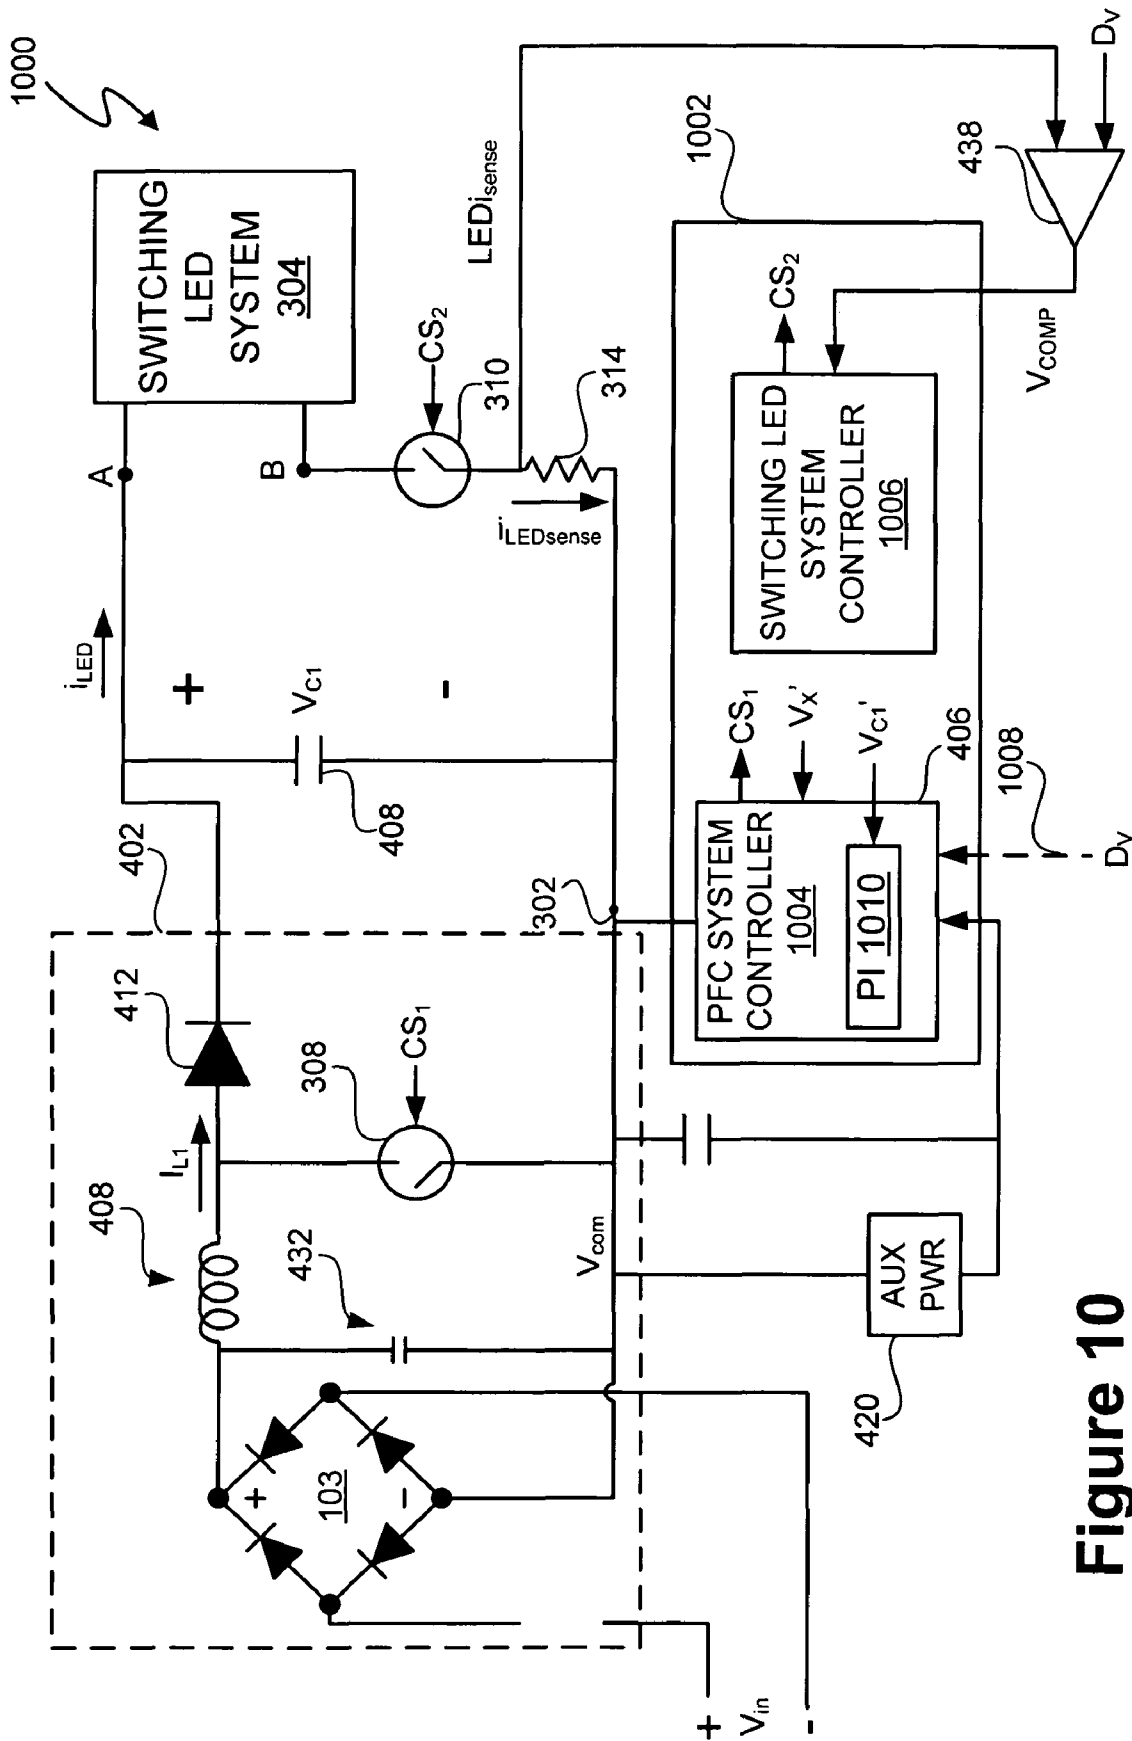 1000
SWITCHING
LED
SYSTEM
304
A
B
iLED
+
VC1
-
408
CS2
310
LEDisense
314
iLEDsense
402
412
IL1
408
308
CS1
432
103
+
-
Vcom
302
1002
CS2
SWITCHING LED
SYSTEM
CONTROLLER
1006
VCOMP
438
DV
CS1
VX'
VC1'
406
PFC SYSTEM
CONTROLLER
1004
PI 1010
1008
DV
AUX
PWR
420
+
Vin
-
Figure 10